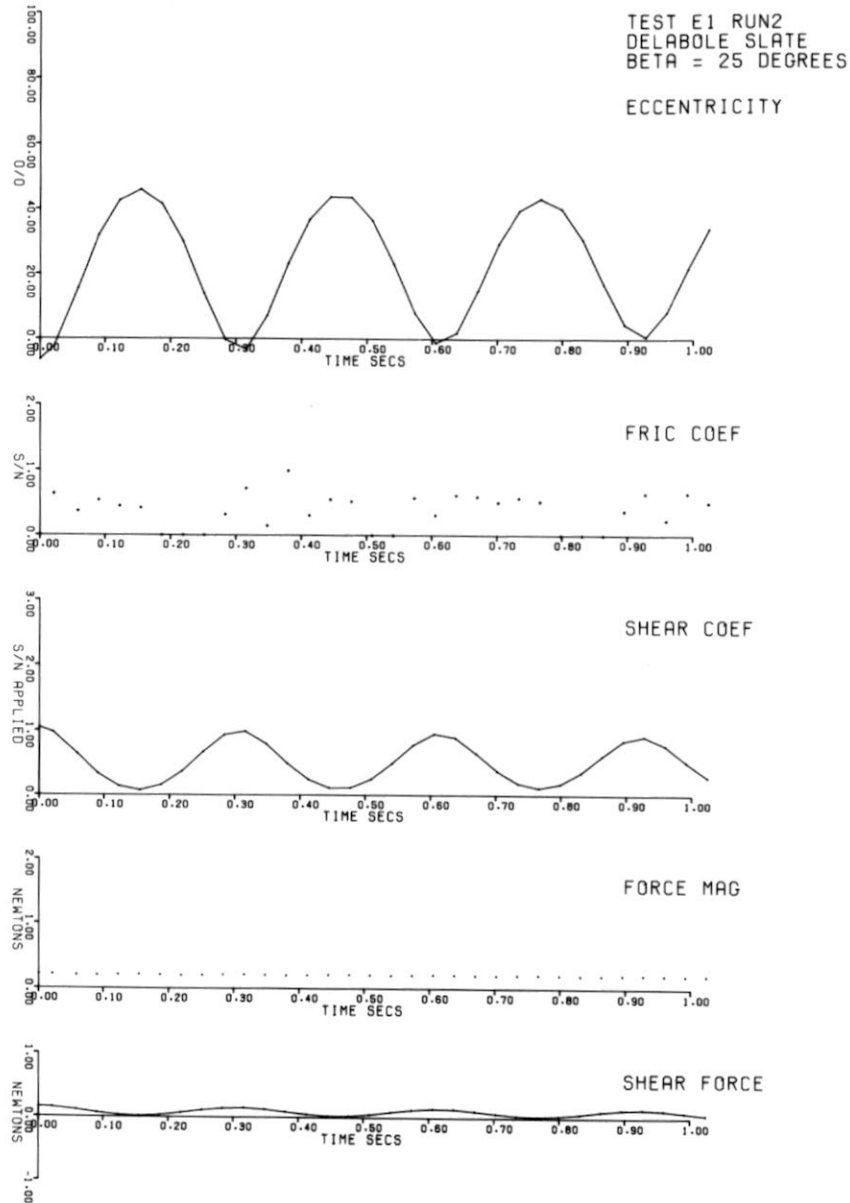 TEST E1 RUN2
DELABOLE SLATE
BETA = 25 DEGREES
ECCENTRICITY
100.00
80.00
60.00
40.00
20.00
0.00
O/O
0.00 0.10 0.20 0.30 0.40 0.50 0.60 0.70 0.80 0.90 1.00
TIME SECS
FRIC COEF
2.00
1.00
0.00
S/N
0.00 0.10 0.20 0.30 0.40 0.50 0.60 0.70 0.80 0.90 1.00
TIME SECS
SHEAR COEF
3.00
2.00
1.00
0.00
S/N APPLIED
0.00 0.10 0.20 0.30 0.40 0.50 0.60 0.70 0.80 0.90 1.00
TIME SECS
FORCE MAG
2.00
1.00
0.00
NEWTONS
0.00 0.10 0.20 0.30 0.40 0.50 0.60 0.70 0.80 0.90 1.00
TIME SECS
SHEAR FORCE
1.00
0.00
-1.00
NEWTONS
0.00 0.10 0.20 0.30 0.40 0.50 0.60 0.70 0.80 0.90 1.00
TIME SECS